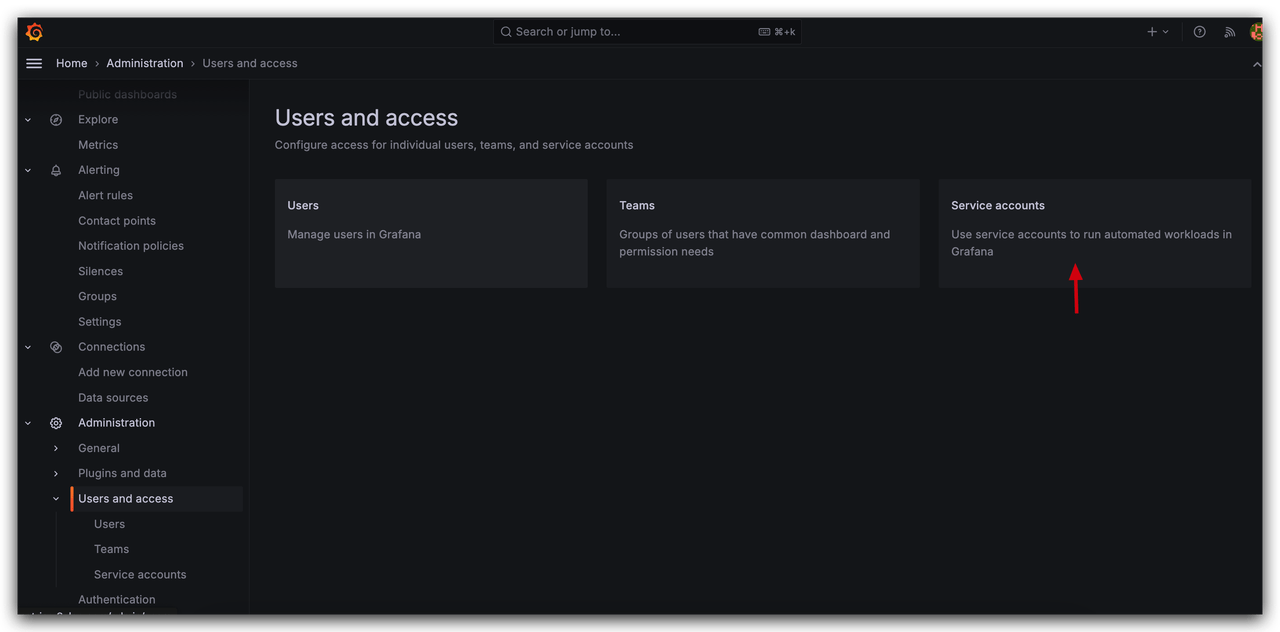 Search or jump to...
⌘+k
Home › Administration › Users and access
Public dashboards
Explore
Metrics
Alerting
Alert rules
Contact points
Notification policies
Silences
Groups
Settings
Connections
Add new connection
Data sources
Administration
General
Plugins and data
Users and access
Users
Teams
Service accounts
Authentication
Users and access
Configure access for individual users, teams, and service accounts
Users
Manage users in Grafana
Teams
Groups of users that have common dashboard and
permission needs
Service accounts
Use service accounts to run automated workloads in
Grafana